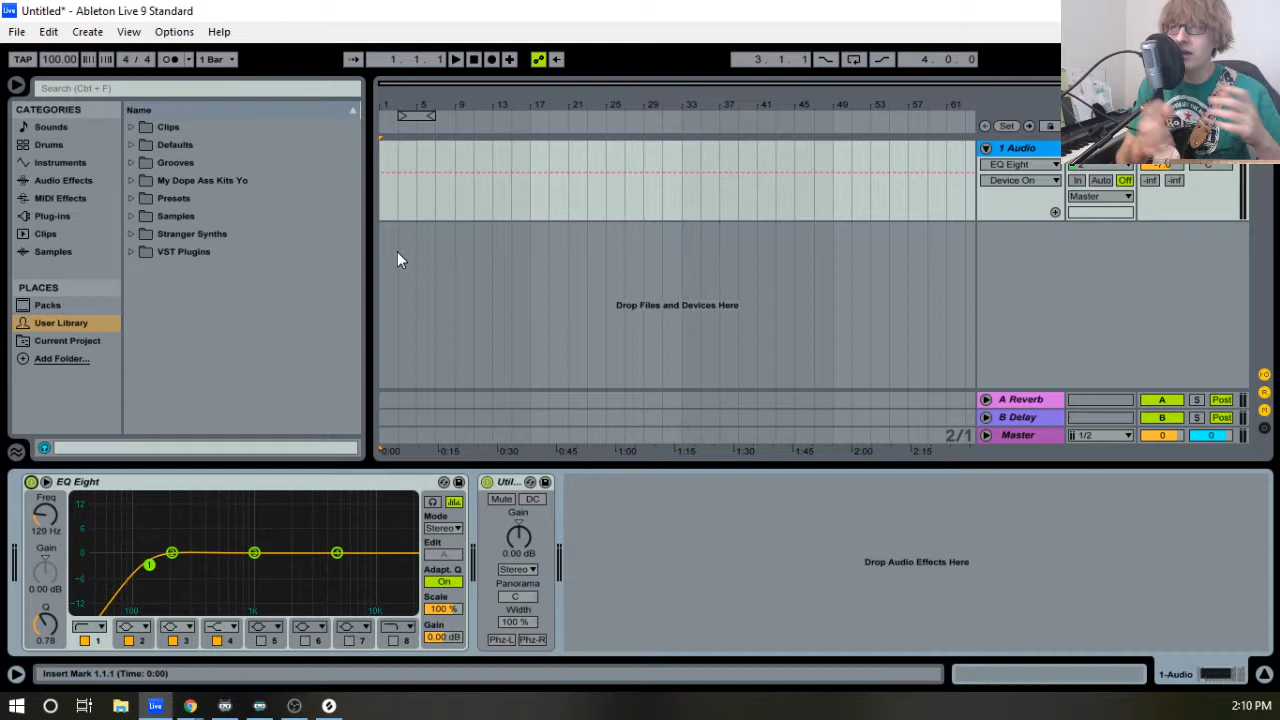 Live Untitled* - Ableton Live 9 Standard
File Edit Create View Options Help
TAP 100.00 4 / 4 1 Bar 1. 1. 1 3. 1. 1 4. 0. 0
Search (Ctrl + F)
CATEGORIES
Sounds
Drums
Instruments
Audio Effects
MIDI Effects
Plug-ins
Clips
Samples
PLACES
Packs
User Library
Current Project
Add Folder...
Name
Clips
Defaults
Grooves
My Dope Ass Kits Yo
Presets
Samples
Stranger Synths
VST Plugins
1 5 9 13 17 21 25 29 33 37 41 45 49 53 57 61
Set
1 Audio
EQ Eight
Device On
In Auto Off -inf -inf
Master
Drop Files and Devices Here
A Reverb A S Post
B Delay B S Post
2/1 Master 1/2 0 0
0:00 0:15 0:30 0:45 1:00 1:15 1:30 1:45 2:00 2:15
EQ Eight
Freq
129 Hz
Gain
0.00 dB
Q
0.78
12
6
0
-6
-12
100 1K 10K
1 2 3 4
1 2 3 4 5 6 7 8
Mode
Stereo
Edit
A
Adapt. Q
On
Scale
100 %
Gain
0.00 dB
Util...
Mute DC
Gain
0.00 dB
Stereo
Panorama
C
Width
100 %
Phz-L Phz-R
Drop Audio Effects Here
Insert Mark 1.1.1 (Time: 0:00)
1-Audio
Live
2:10 PM